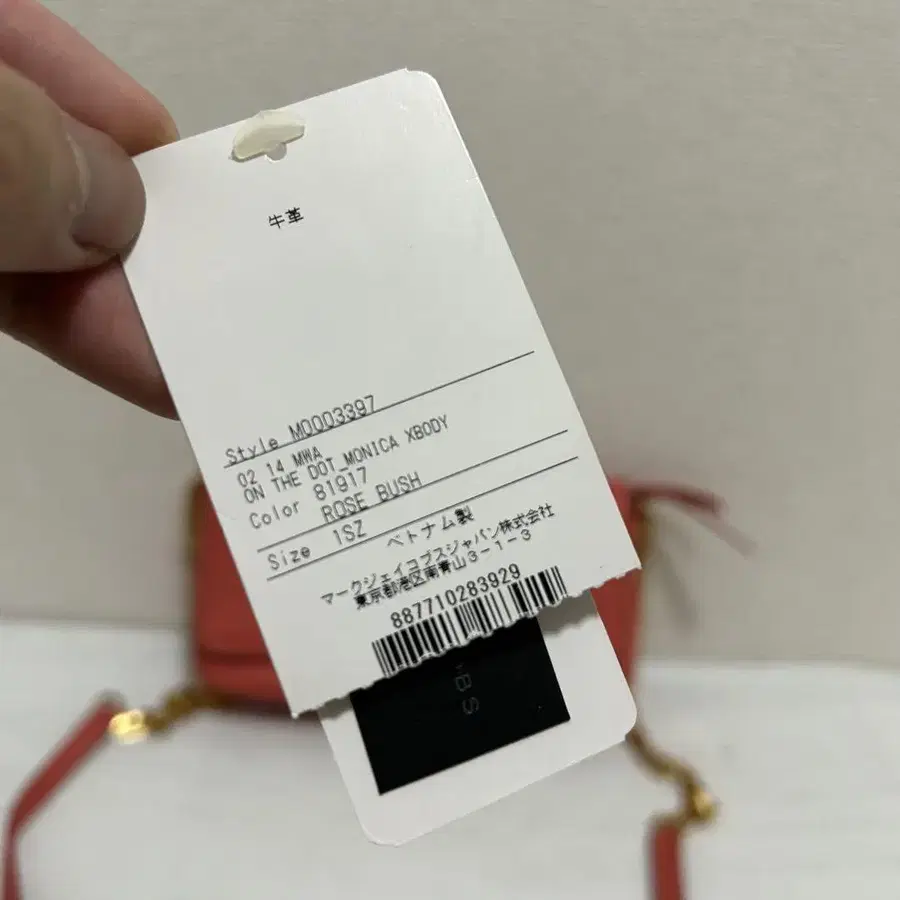 牛革
Style M0003397
02 14 MWA
ON THE DOT_MONICA XBODY
Color 81917
ROSE BUSH
Size 1SZ
ベトナム製
マークジェイコブスジャパン株式会社
東京都港区南青山3-1-3
887710283929
BS